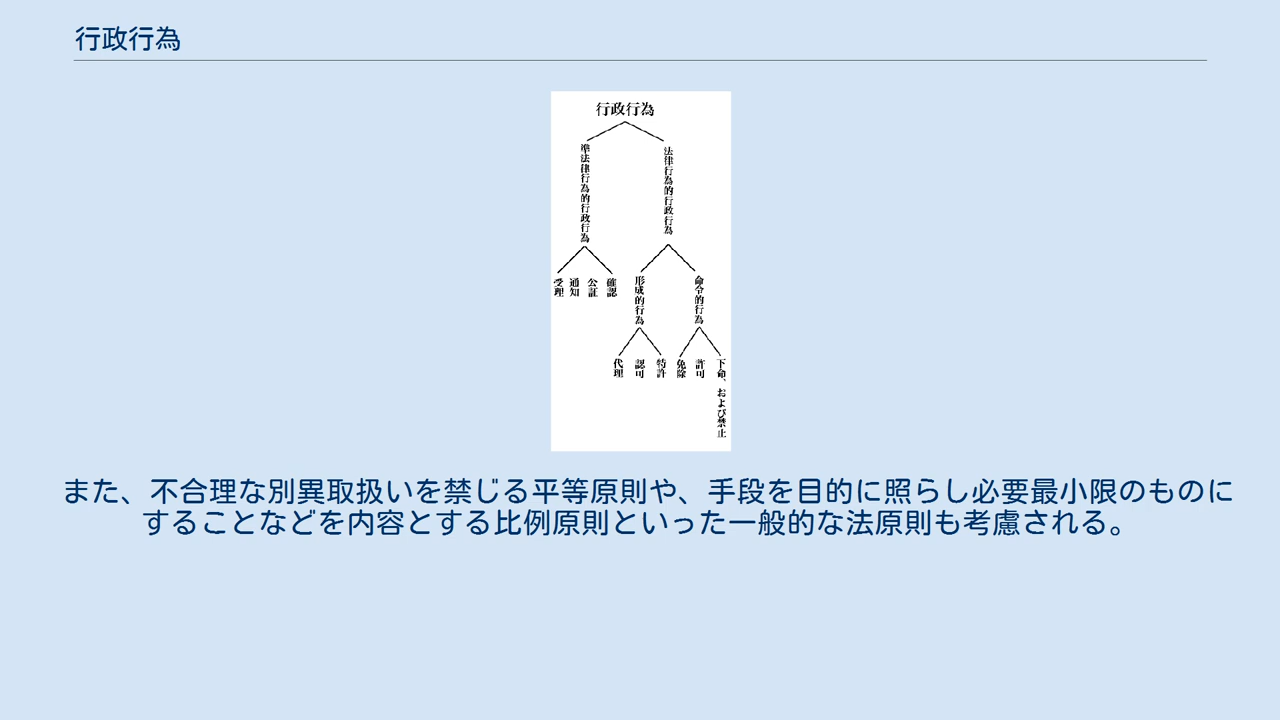 行政行為
行政行為
法律行為的行政行為
準法律行為的行政行為
命令的行為
形成的行為
下命、および禁止
許可
免除
特許
認可
代理
確認
公証
通知
受理
また、不合理な別異取扱いを禁じる平等原則や、手段を目的に照らし必要最小限のものに
することなどを内容とする比例原則といった一般的な法原則も考慮される。